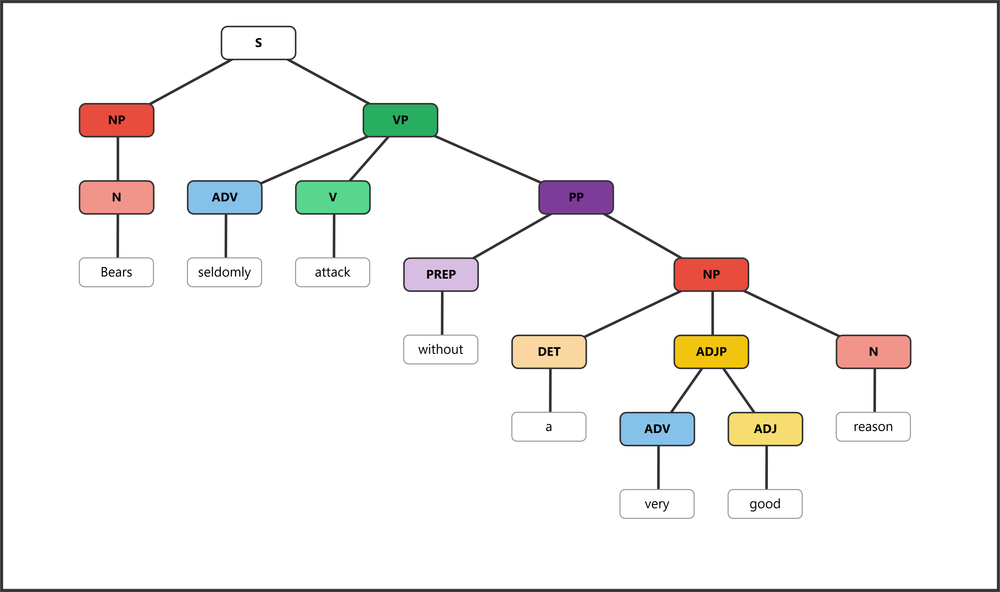 S
NP VP
N ADV V PP
Bears seldomly attack PREP NP
without DET ADJP N
a ADV ADJ reason
very good